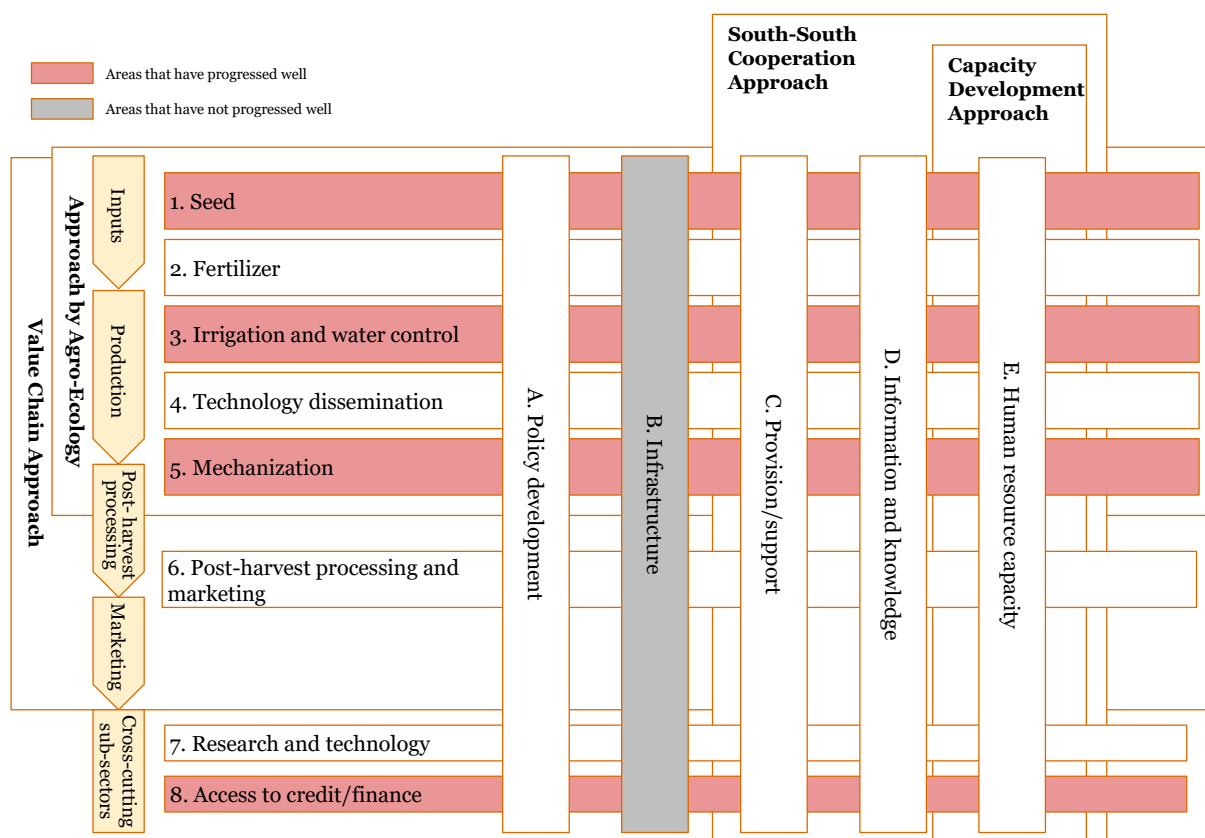 South-South
Cooperation
Approach
Capacity
Development
Approach
Areas that have progressed well
Areas that have not progressed well
Value Chain Approach
Approach by Agro-Ecology
Inputs
Production
Post- harvest
processing
Marketing
Cross-cutting
sub-sectors
1. Seed
2. Fertilizer
3. Irrigation and water control
4. Technology dissemination
5. Mechanization
6. Post-harvest processing and
marketing
7. Research and technology
8. Access to credit/finance
A. Policy development
B. Infrastructure
C. Provision/support
D. Information and knowledge
E. Human resource capacity